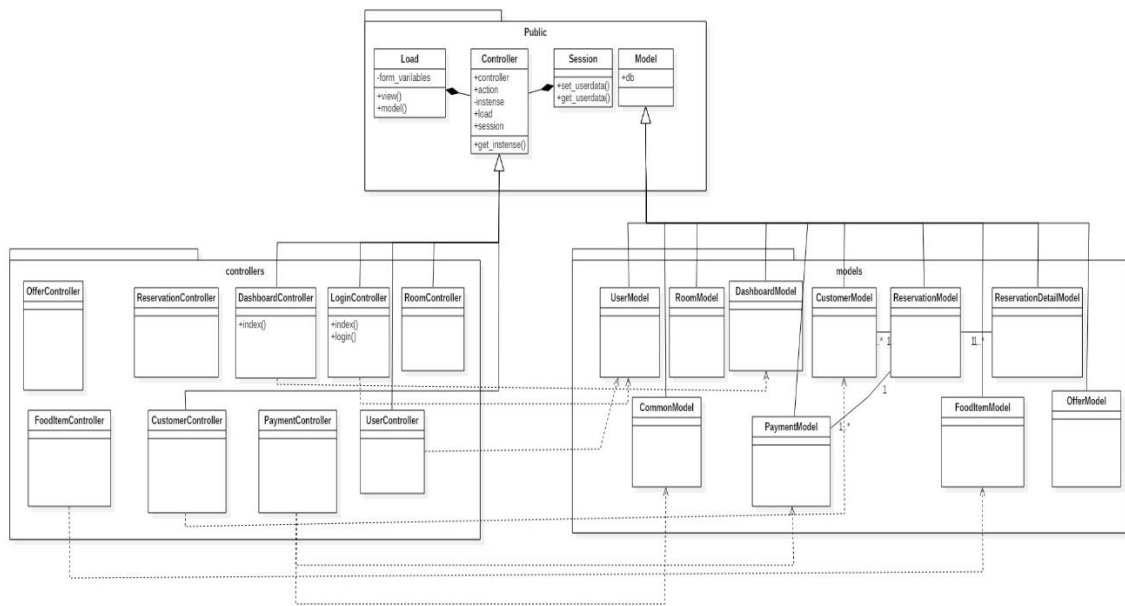 Public
Load
-form_varilables
+view()
+model()
Controller
+controller
+action
-instense
+load
+session
+get_instense()
Session
+set_userdata()
+get_userdata()
Model
+db
controllers
OfferController
ReservationController
DashboardController
+index()
LoginController
+index()
+login()
RoomController
FoodItemController
CustomerController
PaymentController
UserController
models
UserModel
RoomModel
DashboardModel
CustomerModel
ReservationModel
ReservationDetailModel
1..* 1
1 1..*
1
1..*
CommonModel
PaymentModel
FoodItemModel
OfferModel